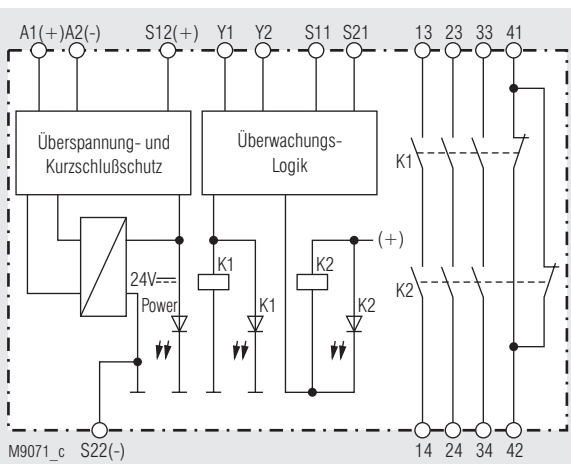 A1(+)A2(-) S12(+) Y1 Y2 S11 S21 13 23 33 41
Überspannung- und
Kurzschlußschutz
Überwachungs-
Logik
K1
(+)
24V
K1
K2
K2
Power
K1
K2
M9071_c S22(-) 14 24 34 42